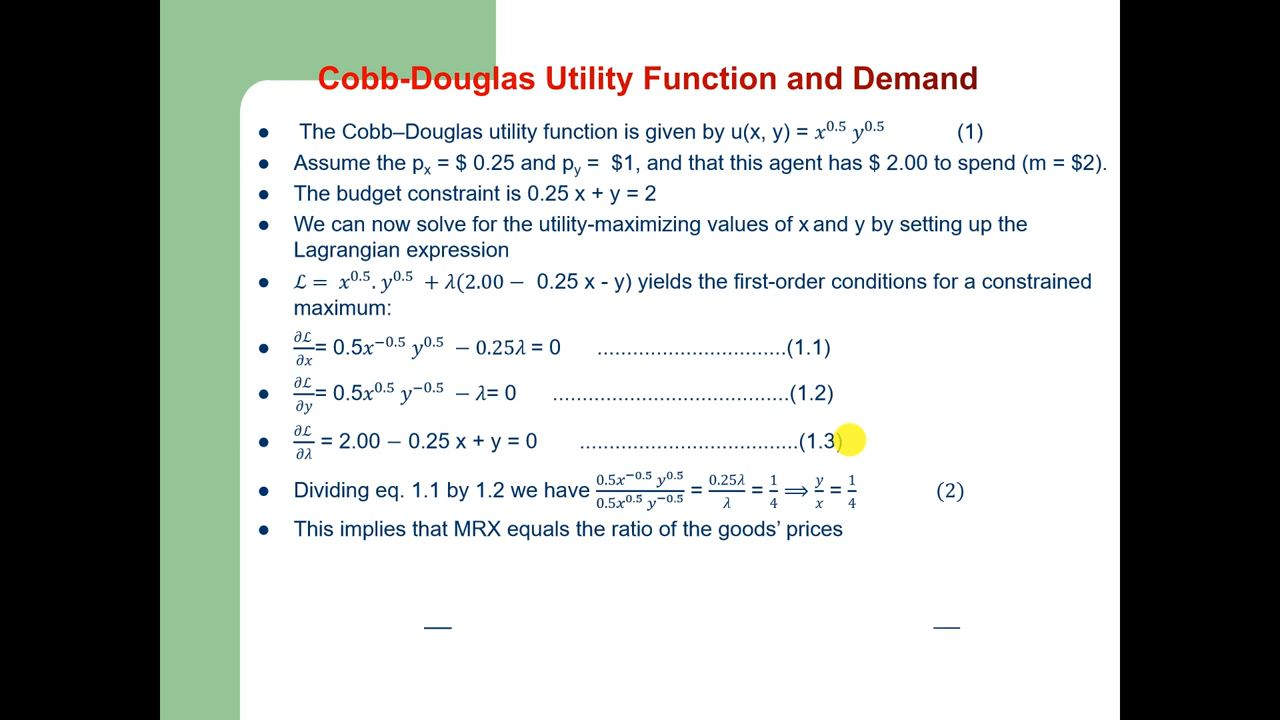 Cobb-Douglas Utility Function and Demand
● The Cobb–Douglas utility function is given by u(x, y) = x^0.5 y^0.5 (1)
● Assume the p_x = $ 0.25 and p_y = $1, and that this agent has $ 2.00 to spend (m = $2).
● The budget constraint is 0.25 x + y = 2
● We can now solve for the utility-maximizing values of x and y by setting up the
Lagrangian expression
● ℒ = x^0.5. y^0.5 + λ(2.00 − 0.25 x - y) yields the first-order conditions for a constrained
maximum:
● ∂ℒ/∂x = 0.5x^−0.5 y^0.5 − 0.25λ = 0 ................................(1.1)
● ∂ℒ/∂y = 0.5x^0.5 y^−0.5 − λ= 0 ........................................(1.2)
● ∂ℒ/∂λ = 2.00 − 0.25 x + y = 0 .....................................(1.3)
● Dividing eq. 1.1 by 1.2 we have (0.5x^−0.5 y^0.5)/(0.5x^0.5 y^−0.5) = 0.25λ/λ = 1/4 ⟹ y/x = 1/4 (2)
● This implies that MRX equals the ratio of the goods’ prices